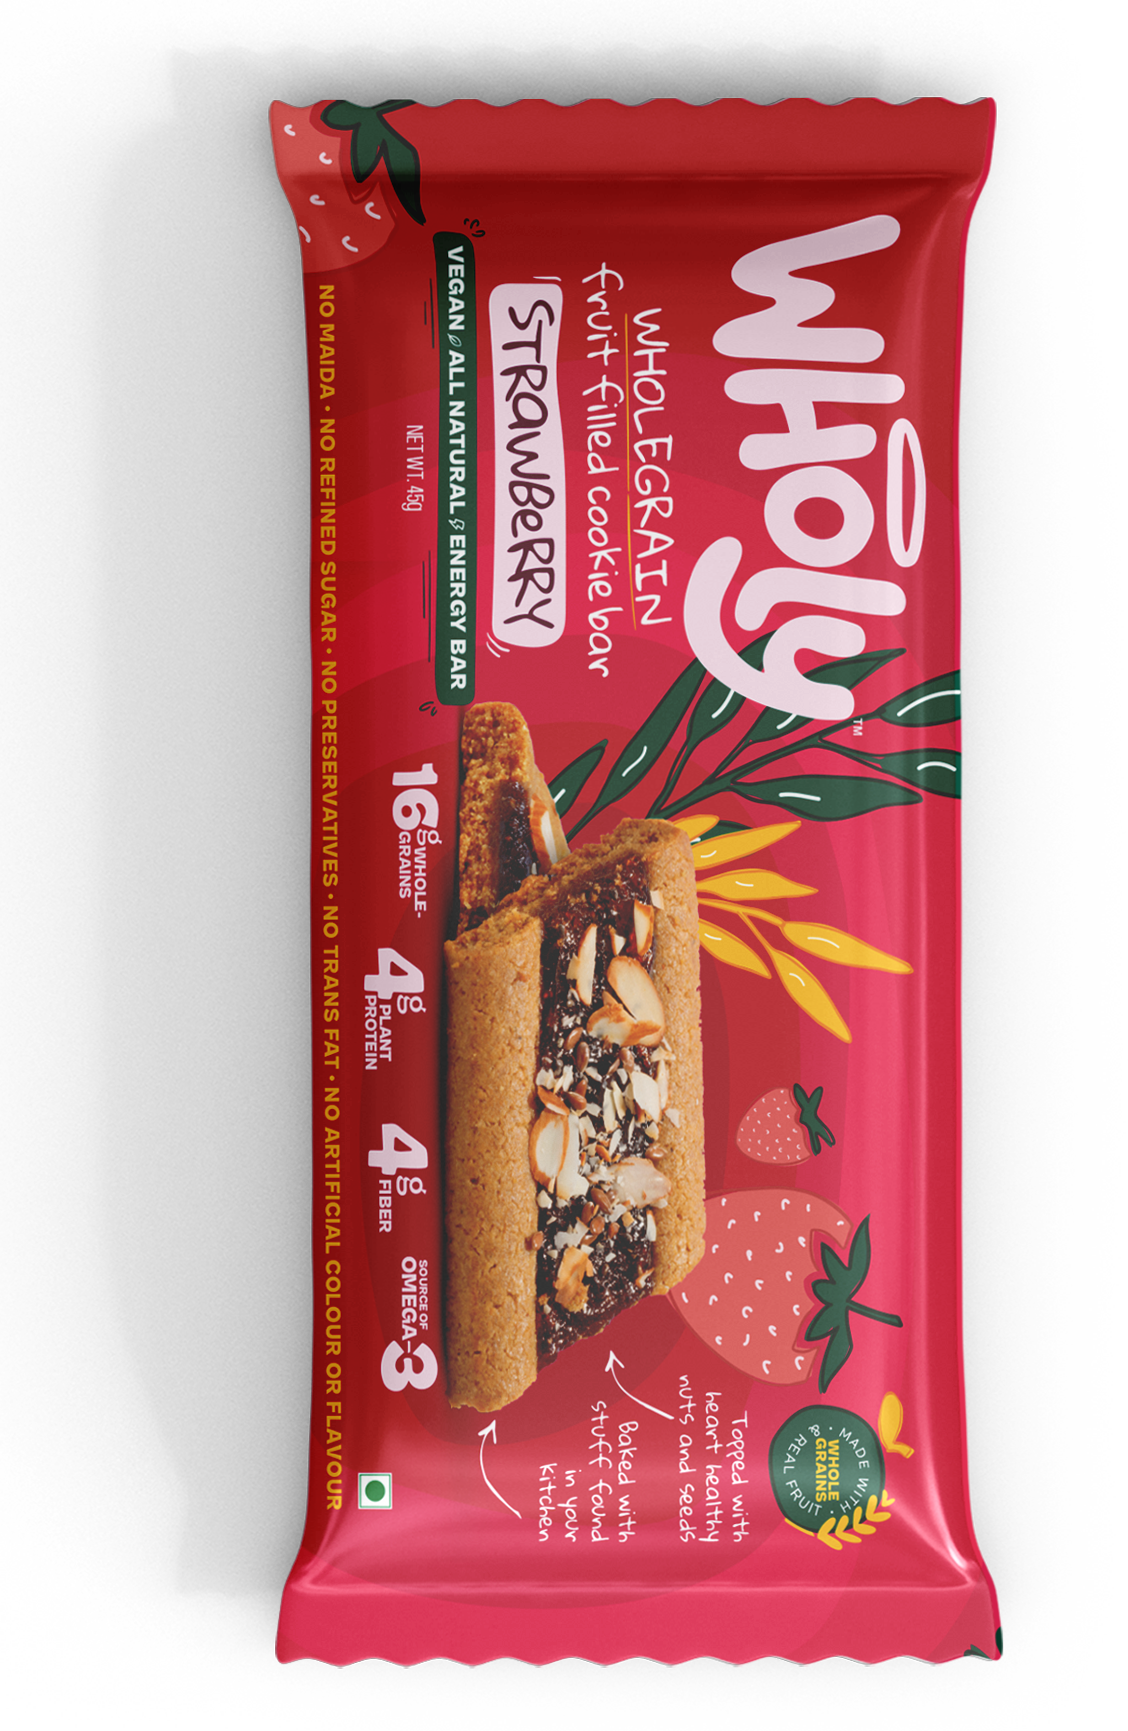 WHOLY™
WHOLEGRAIN
fruit filled cookie bar
STRAWBERRY
VEGAN ALL NATURAL ENERGY BAR
NET WT. 45g
16g WHOLE-
GRAINS
4g PLANT
PROTEIN
4g FIBER
SOURCE OF
OMEGA-3
NO MAIDA • NO REFINED SUGAR • NO PRESERVATIVES • NO TRANS FAT • NO ARTIFICIAL COLOUR OR FLAVOUR
• MADE WITH •
WHOLE
& GRAINS
REAL FRUIT
Topped with
heart healthy
nuts and seeds
Baked with
stuff found
in your
kitchen